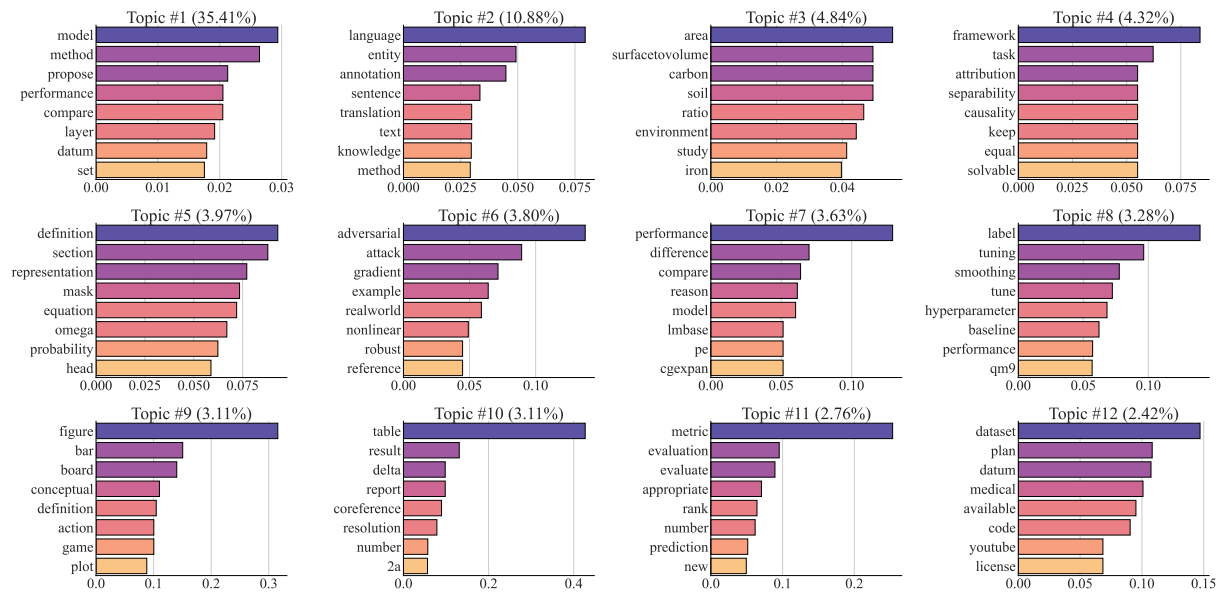 Topic #1 (35.41%)
model
method
propose
performance
compare
layer
datum
set
0.00 0.01 0.02 0.03
Topic #2 (10.88%)
language
entity
annotation
sentence
translation
text
knowledge
method
0.000 0.025 0.050 0.075
Topic #3 (4.84%)
area
surfacetovolume
carbon
soil
ratio
environment
study
iron
0.00 0.02 0.04
Topic #4 (4.32%)
framework
task
attribution
separability
causality
keep
equal
solvable
0.000 0.025 0.050 0.075
Topic #5 (3.97%)
definition
section
representation
mask
equation
omega
probability
head
0.000 0.025 0.050 0.075
Topic #6 (3.80%)
adversarial
attack
gradient
example
realworld
nonlinear
robust
reference
0.00 0.05 0.10
Topic #7 (3.63%)
performance
difference
compare
reason
model
lmbase
pe
cgexpan
0.00 0.05 0.10
Topic #8 (3.28%)
label
tuning
smoothing
tune
hyperparameter
baseline
performance
qm9
0.00 0.10
Topic #9 (3.11%)
figure
bar
board
conceptual
definition
action
game
plot
0.0 0.1 0.2 0.3
Topic #10 (3.11%)
table
result
delta
report
coreference
resolution
number
2a
0.0 0.2 0.4
Topic #11 (2.76%)
metric
evaluation
evaluate
appropriate
rank
number
prediction
new
0.0 0.1 0.2
Topic #12 (2.42%)
dataset
plan
datum
medical
available
code
youtube
license
0.00 0.05 0.10 0.15